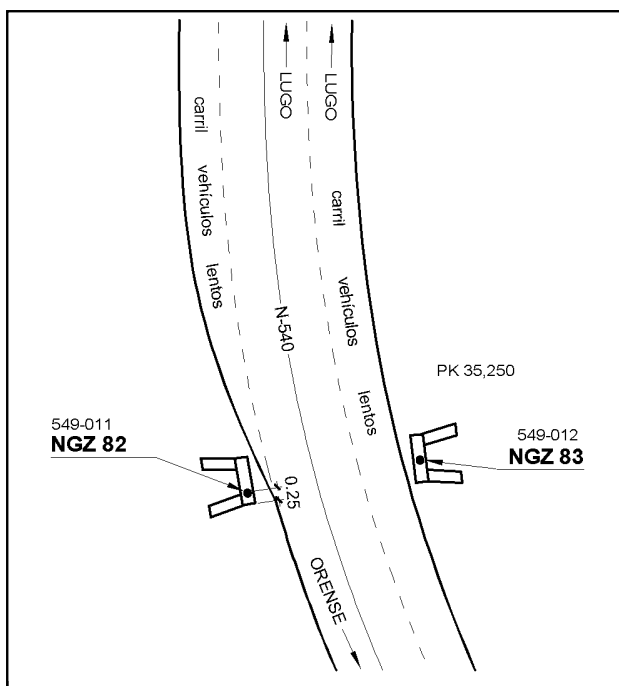 LUGO
LUGO
carril
vehículos
lentos
carril
vehículos
lentos
N-540
PK 35,250
549-011
NGZ 82
549-012
NGZ 83
0.25
ORENSE